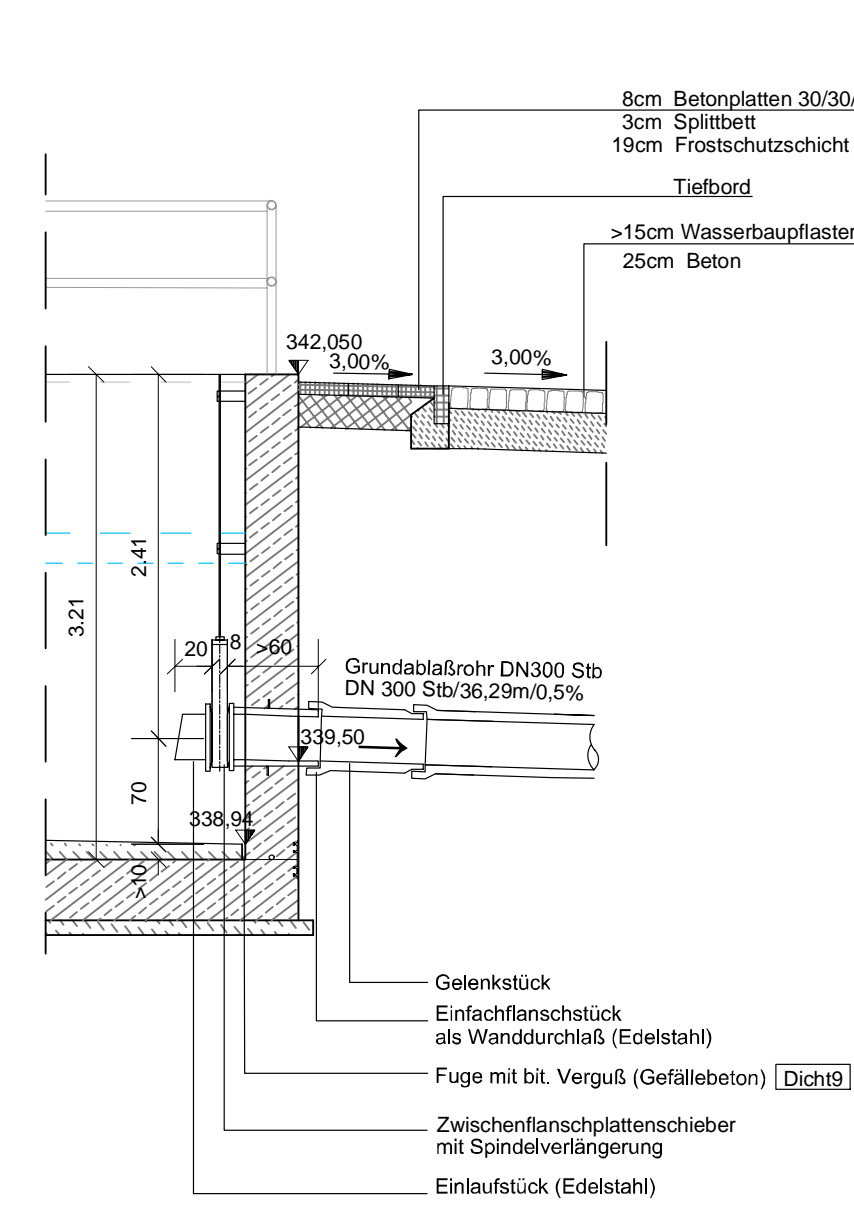 8cm Betonplatten 30/30/
3cm Splittbett
19cm Frostschutzschicht
Tiefbord
>15cm Wasserbaupflaster
25cm Beton
342,050
3,00%
3,00%
2.41
3.21
20
8
>60
Grundablaßrohr DN300 Stb
DN 300 Stb/36,29m/0,5%
339,50
70
338,94
>10
Gelenkstück
Einfachflanschstück
als Wanddurchlaß (Edelstahl)
Fuge mit bit. Verguß (Gefällebeton) Dicht9
Zwischenflanschplattenschieber
mit Spindelverlängerung
Einlaufstück (Edelstahl)